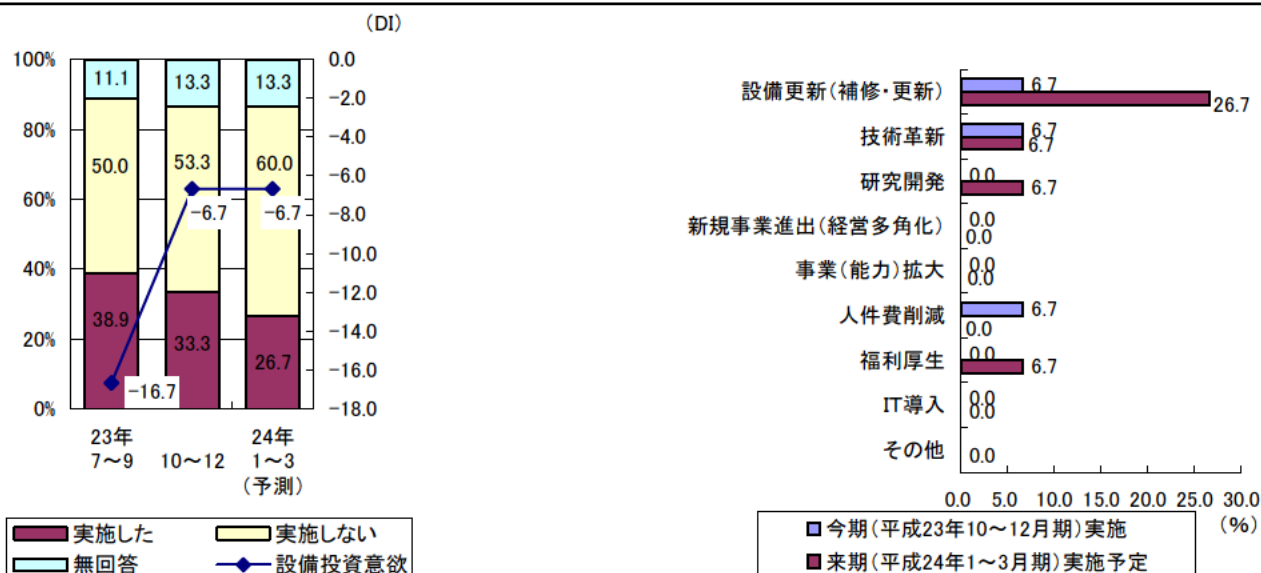 (DI)
100%
80%
60%
40%
20%
0%
11.1
13.3
13.3
50.0
53.3
60.0
38.9
33.3
26.7
-16.7
-6.7
-6.7
0.0
-2.0
-4.0
-6.0
-8.0
-10.0
-12.0
-14.0
-16.0
-18.0
23年
7～9
10～12
24年
1～3
(予測)
実施した
実施しない
無回答
設備投資意欲
設備更新(補修・更新)
6.7
26.7
技術革新
6.7
6.7
研究開発
0.0
6.7
新規事業進出(経営多角化)
0.0
0.0
事業(能力)拡大
0.0
0.0
人件費削減
6.7
0.0
福利厚生
0.0
6.7
IT導入
0.0
0.0
その他
0.0
0.0 5.0 10.0 15.0 20.0 25.0 30.0
(%)
今期(平成23年10～12月期)実施
来期(平成24年1～3月期)実施予定